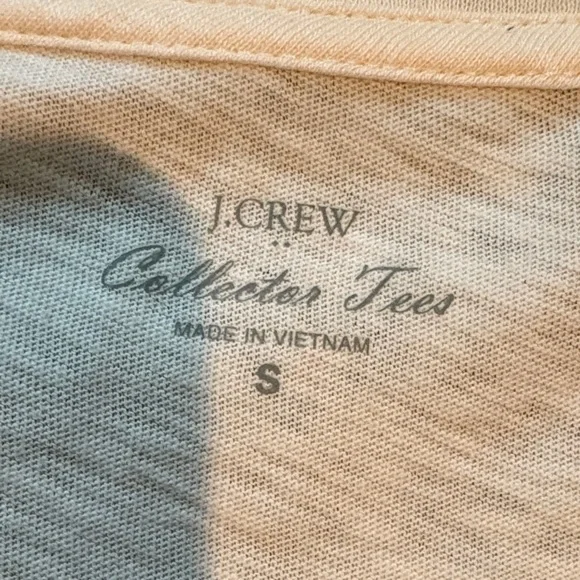 J.CREW
Collector Tees
MADE IN VIETNAM
S